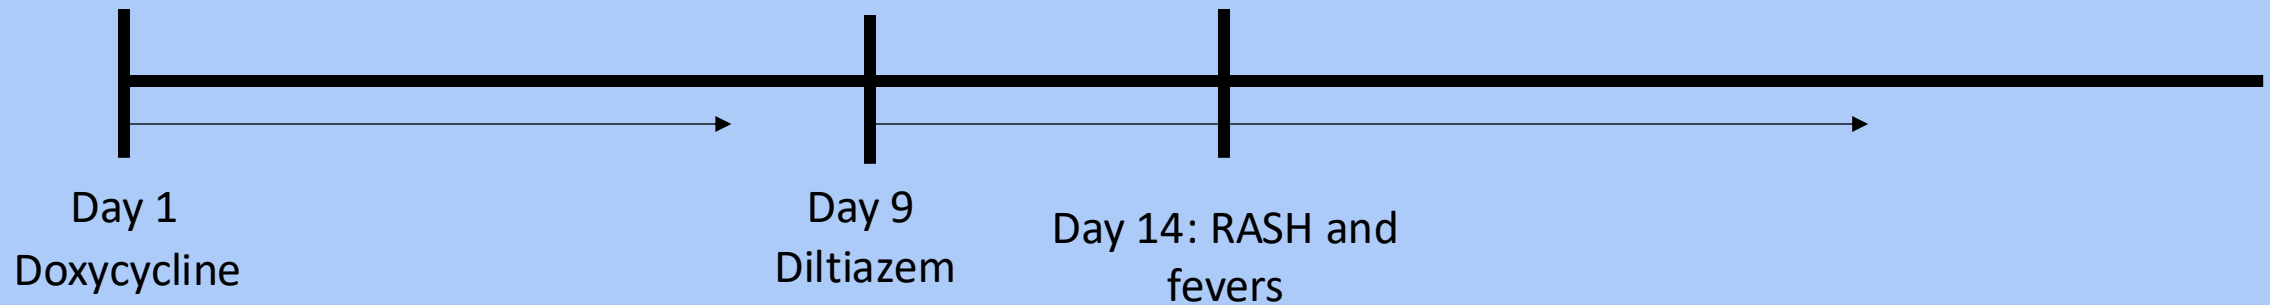 Day 1
Doxycycline
Day 9
Diltiazem
Day 14: RASH and
fevers